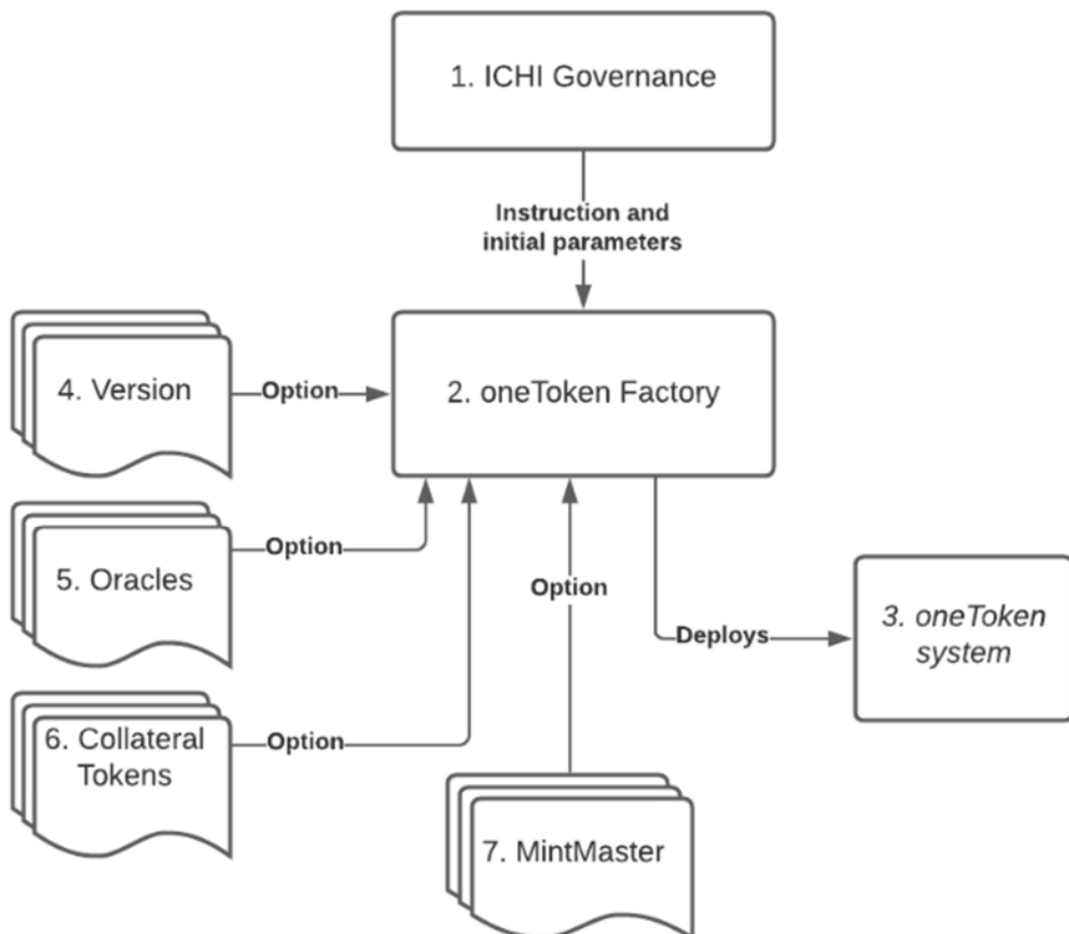 1. ICHI Governance
Instruction and
initial parameters
4. Version
Option
2. oneToken Factory
5. Oracles
Option
Option
3. oneToken
system
Deploys
6. Collateral
Tokens
Option
7. MintMaster